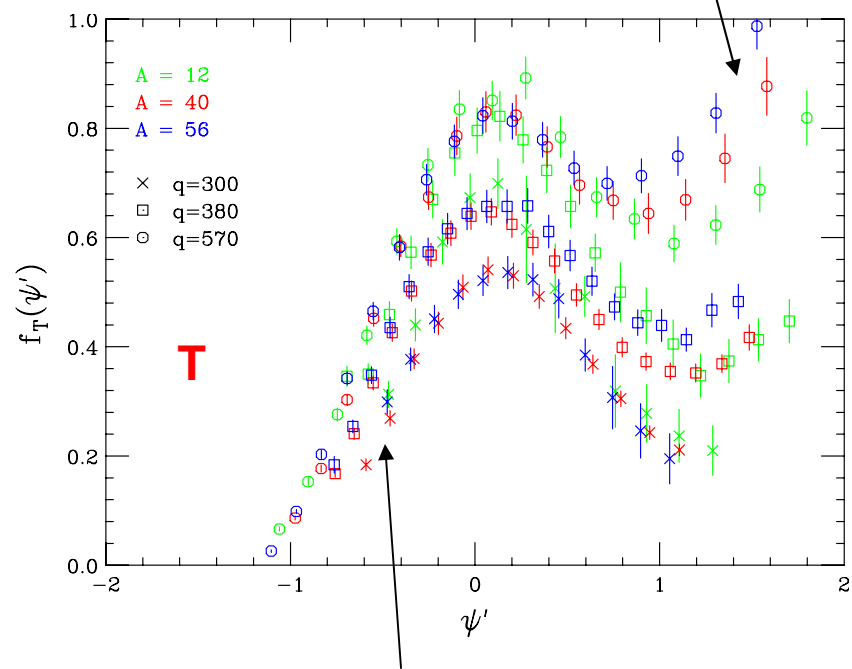 1.0
0.8
0.6
0.4
0.2
0.0
f_T(ψ')
A = 12
A = 40
A = 56
q=300
q=380
q=570
T
-2
-1
0
1
2
ψ'